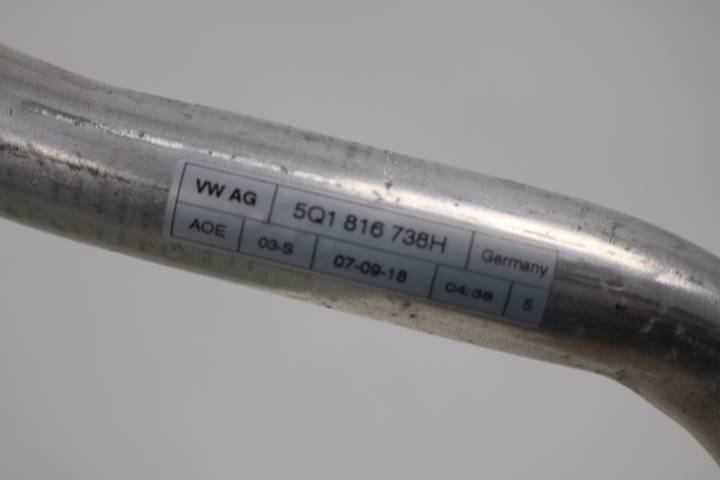 VW AG 5Q1 816 738H Germany
AOE 03-S 07-09-18 04:38 5